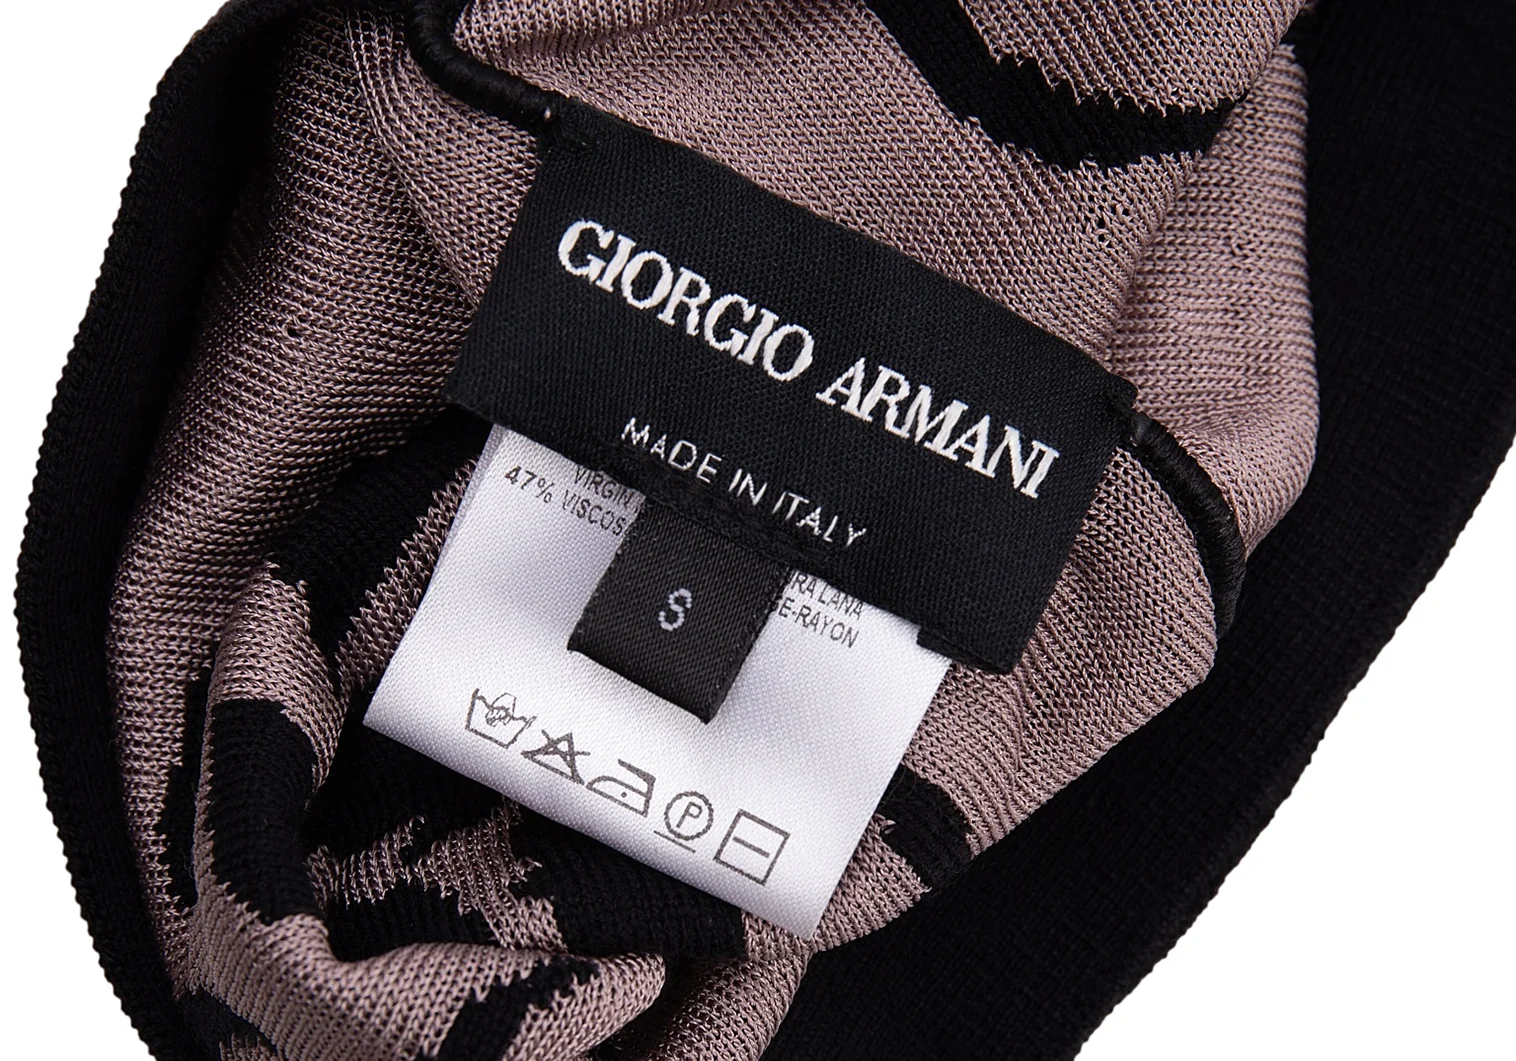 GIORGIO ARMANI
MADE IN ITALY
VIRGIN RA LANA
47% VISCOS E-RAYON
S
P